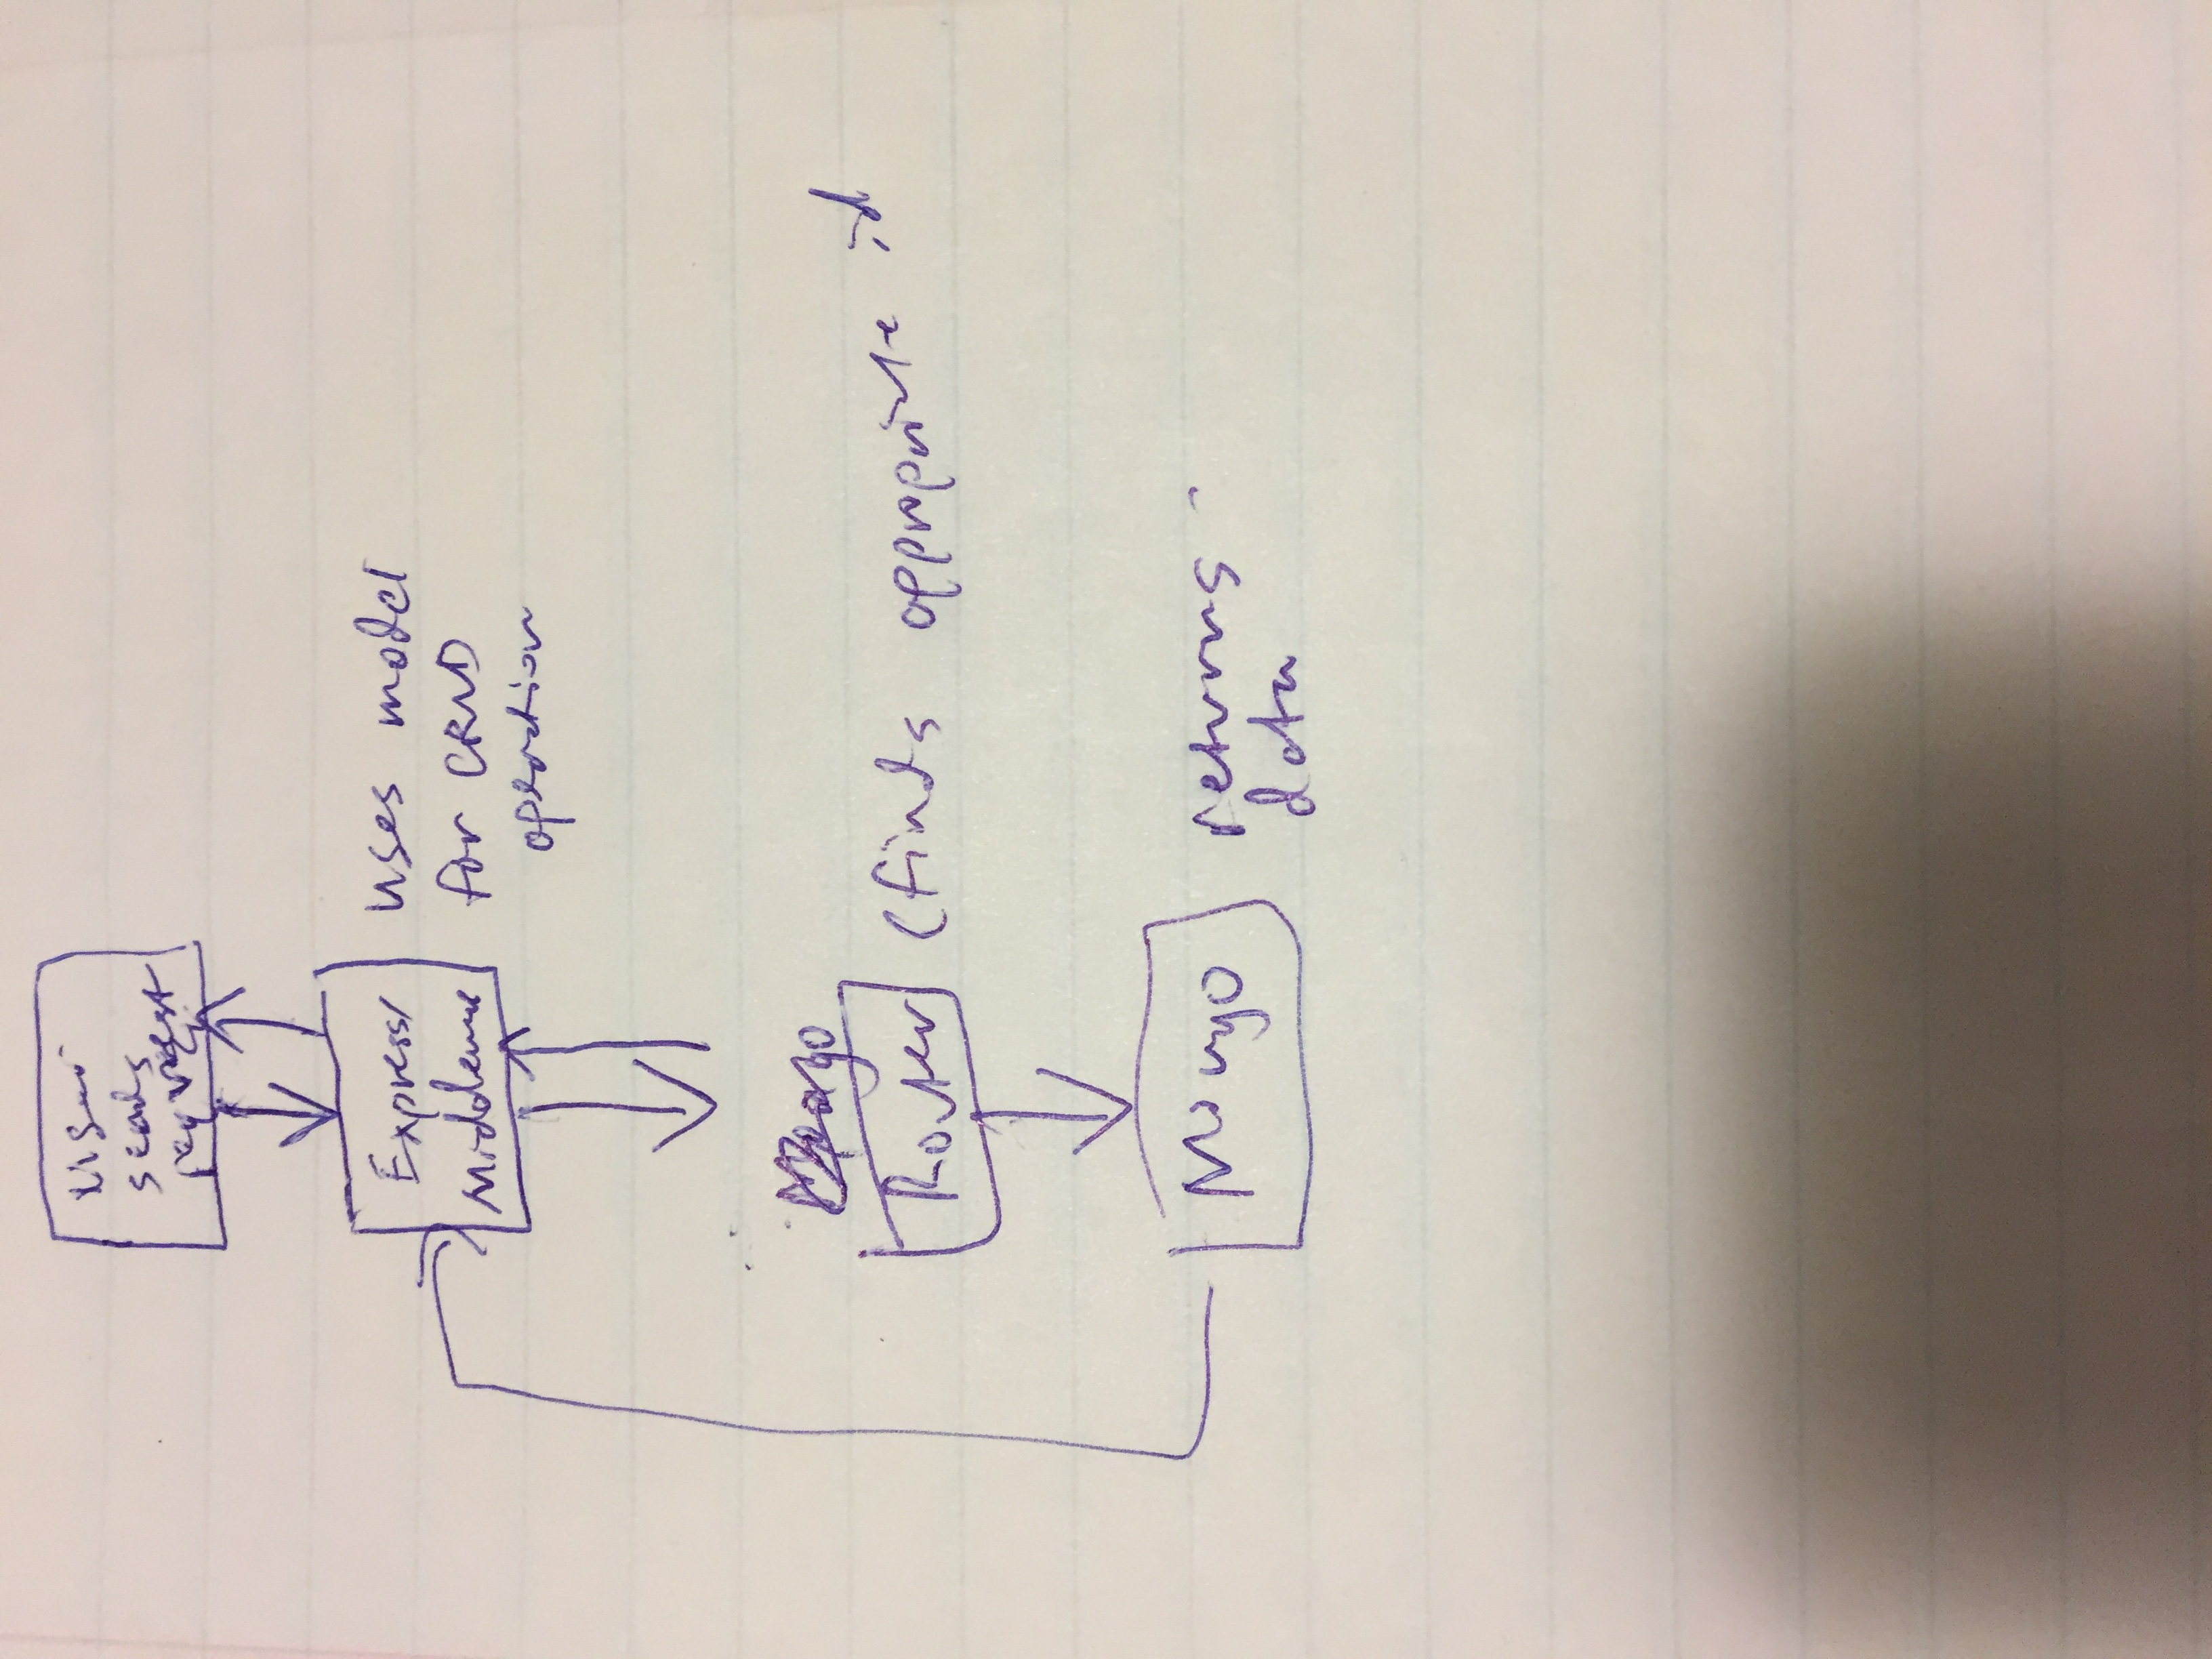 User
sends
request
Express/
Middleware
uses model
for CRUD
operation
Mongo
Router
(finds appropriate id
Mongo
returns
data